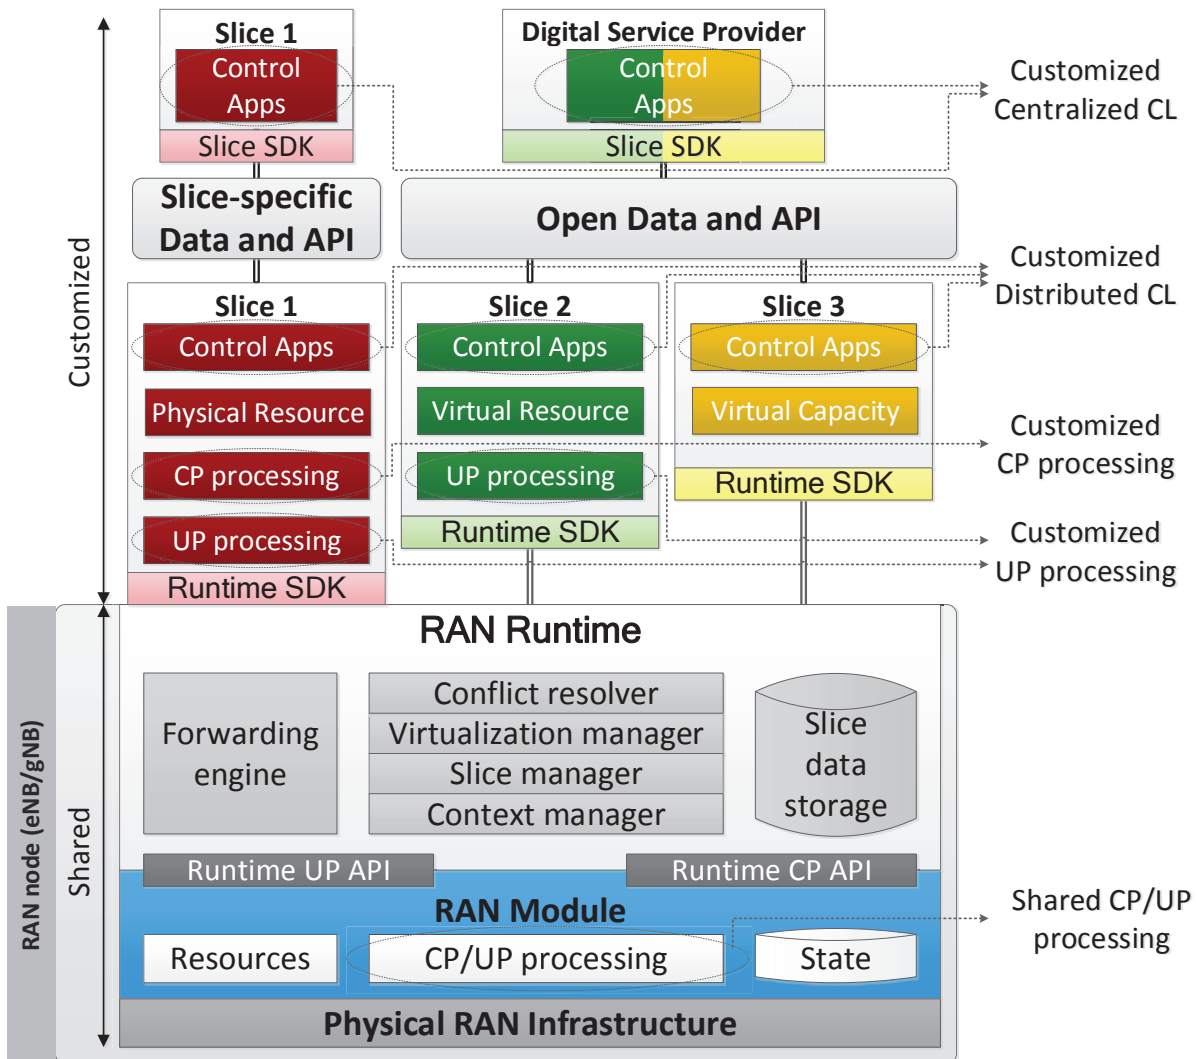 Slice 1
Control
Apps
Slice SDK
Digital Service Provider
Control
Apps
Slice SDK
Customized
Centralized CL
Slice-specific
Data and API
Open Data and API
Customized
Distributed CL
Customized
Slice 1
Control Apps
Physical Resource
CP processing
UP processing
Runtime SDK
Slice 2
Control Apps
Virtual Resource
UP processing
Runtime SDK
Slice 3
Control Apps
Virtual Capacity
Runtime SDK
Customized
CP processing
Customized
UP processing
RAN node (eNB/gNB)
Shared
RAN Runtime
Forwarding
engine
Conflict resolver
Virtualization manager
Slice manager
Context manager
Slice
data
storage
Runtime UP API
Runtime CP API
RAN Module
Resources
CP/UP processing
State
Shared CP/UP
processing
Physical RAN Infrastructure